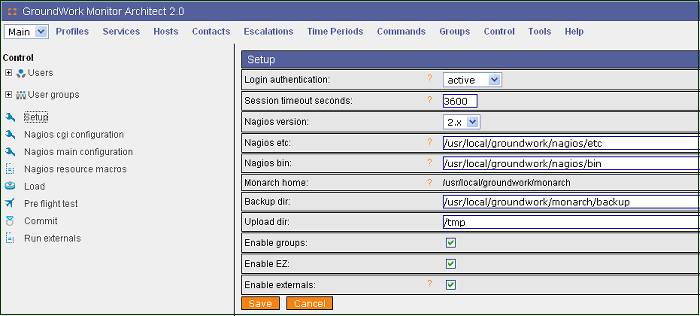 GroundWork Monitor Architect 2.0
Main Profiles Services Hosts Contacts Escalations Time Periods Commands Groups Control Tools Help
Control
Users
User groups
Setup
Nagios cgi configuration
Nagios main configuration
Nagios resource macros
Load
Pre flight test
Commit
Run externals
Setup
Login authentication: ? active
Session timeout seconds: ? 3600
Nagios version: 2.x
Nagios etc: ? /usr/local/groundwork/nagios/etc
Nagios bin: ? /usr/local/groundwork/nagios/bin
Monarch home: ? /usr/local/groundwork/monarch
Backup dir: ? /usr/local/groundwork/monarch/backup
Upload dir: ? /tmp
Enable groups: ?
Enable EZ:
Enable externals: ?
Save Cancel